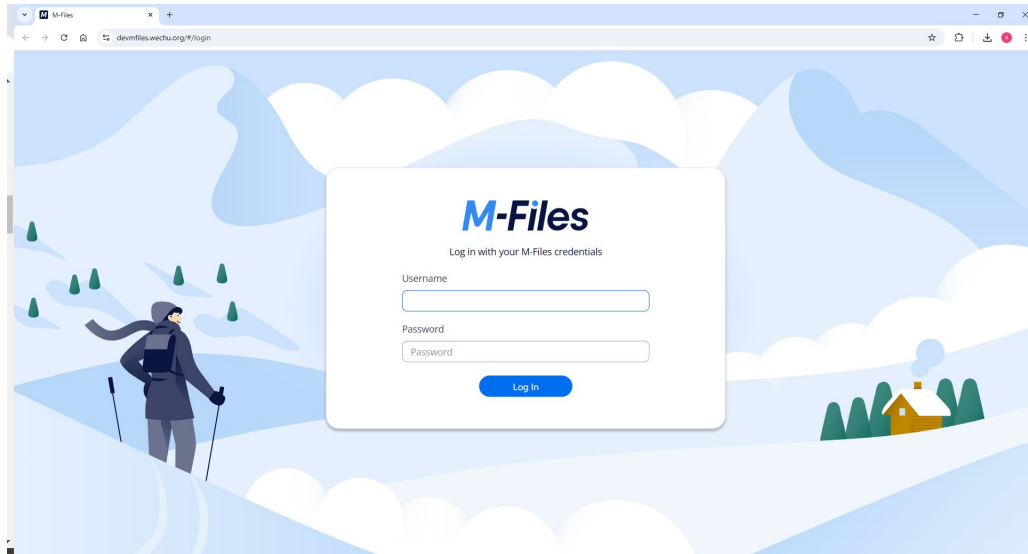 M-Files
devmfiles.wechu.org/#/login
M-Files
Log in with your M-Files credentials
Username
Password
Password
Log In